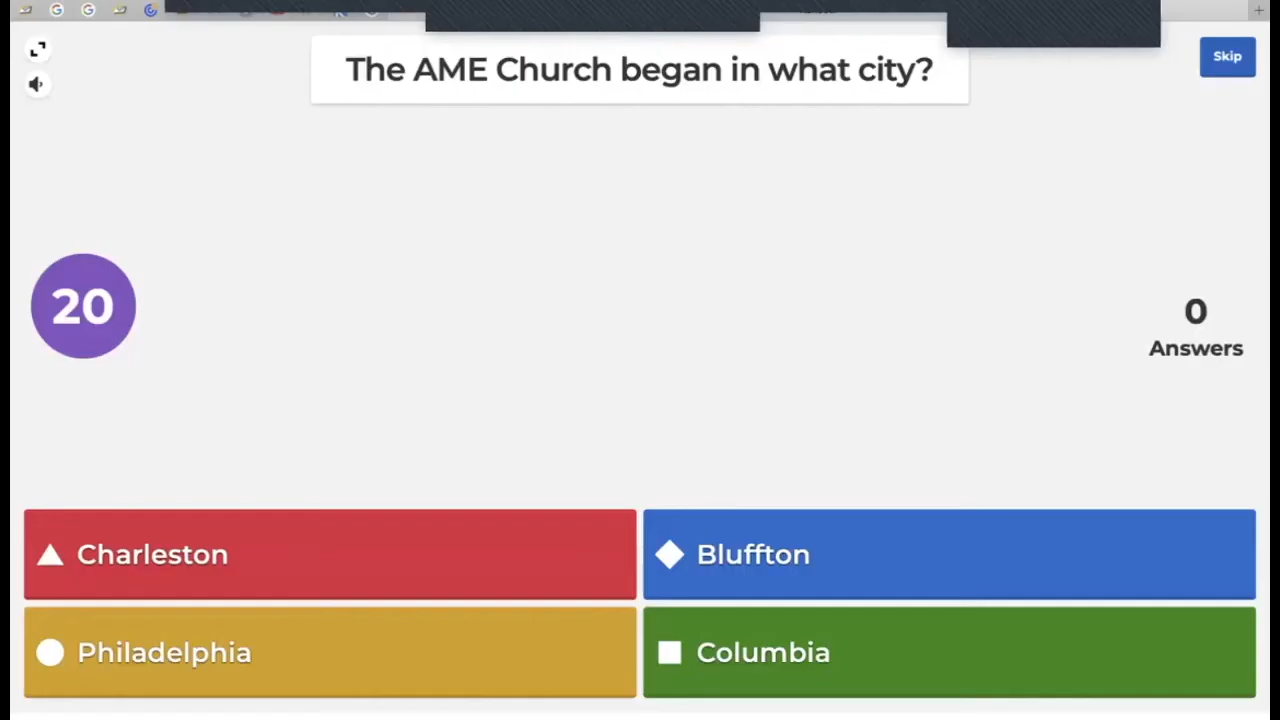 The AME Church began in what city?
Skip
20
0
Answers
Charleston
Bluffton
Philadelphia
Columbia